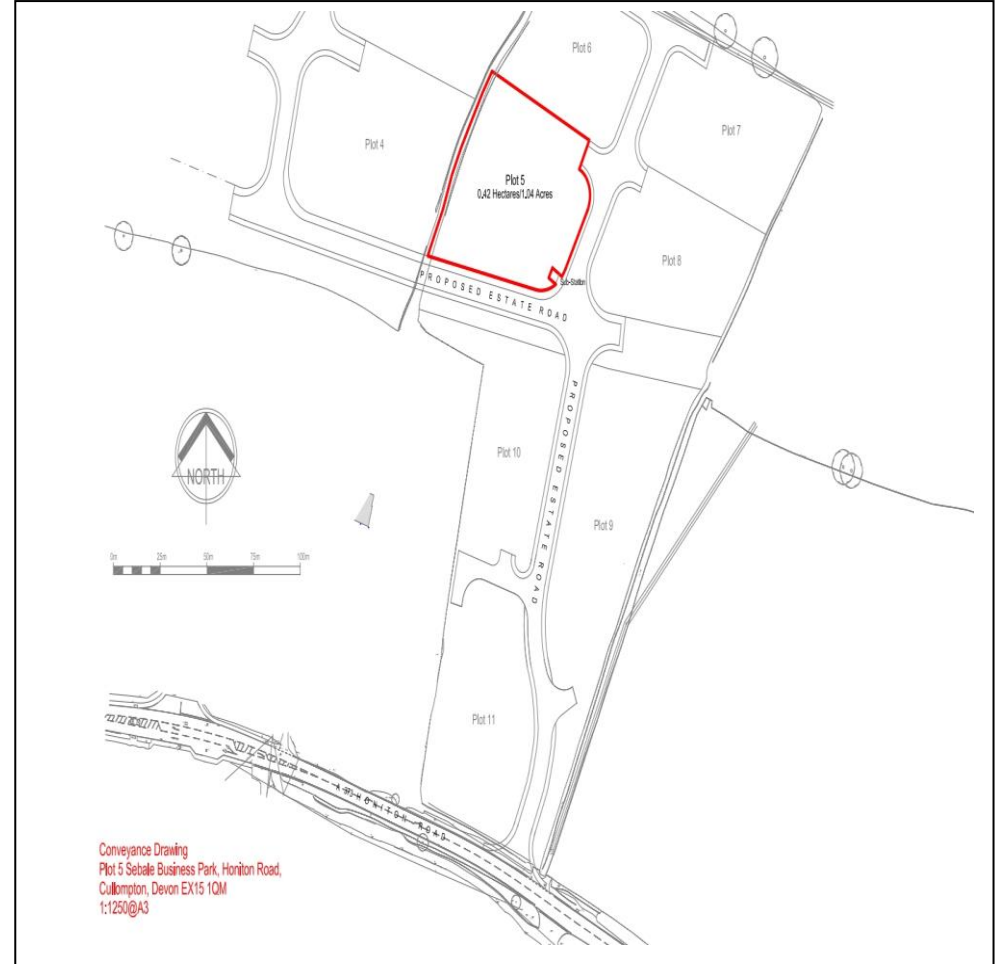 Plot 6
Plot 7
Plot 4
Plot 5
0.42 Hectares/1.04 Acres
Plot 8
Sub-Station
PROPOSED ESTATE ROAD
PROPOSED ESTATE ROAD
NORTH
Plot 10
Plot 9
0m 25m 50m 75m 100m
Plot 11
HONITON ROAD
Conveyance Drawing
Plot 5 Sebale Business Park, Honiton Road,
Cullompton, Devon EX15 1QM
1:1250@A3